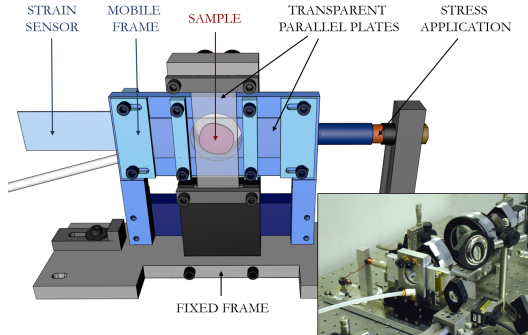 STRAIN
SENSOR
MOBILE
FRAME
SAMPLE
TRANSPARENT
PARALLEL PLATES
STRESS
APPLICATION
FIXED FRAME